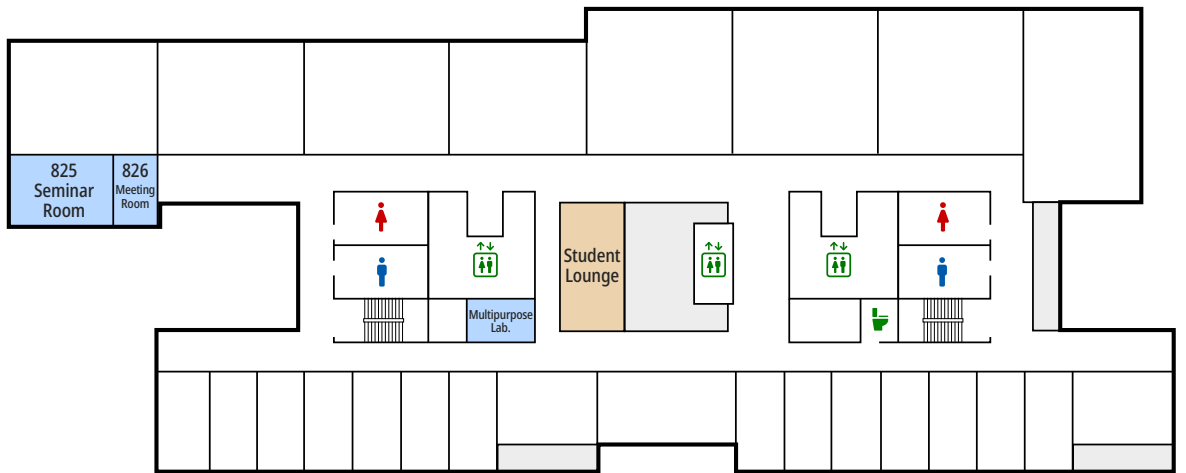 825
Seminar
Room
826
Meeting
Room
Student
Lounge
Multipurpose
Lab.